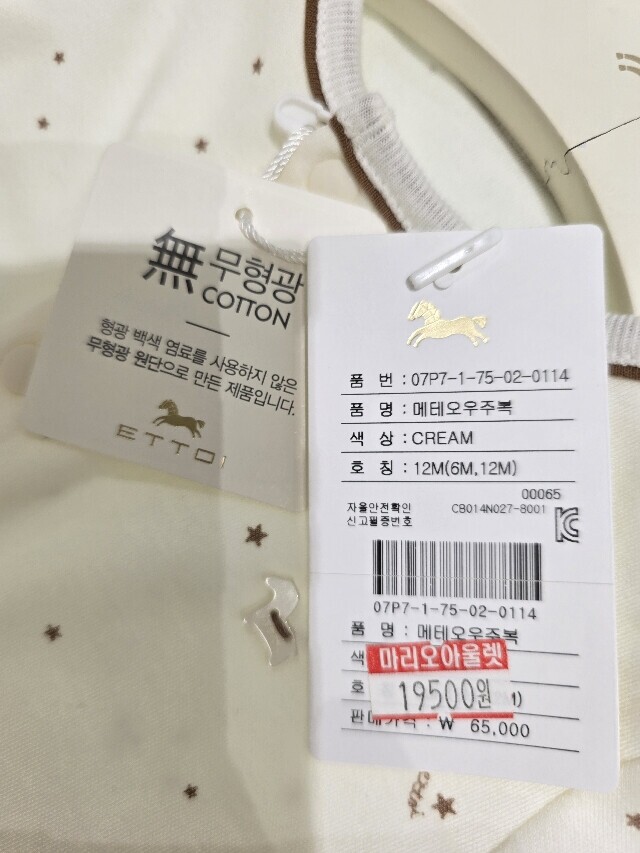 無 무형광
COTTON
형광 백색 염료를 사용하지 않은
무형광 원단으로 만든 제품입니다.
ETTOI
품 번 : 07P7-1-75-02-0114
품 명 : 메테오우주복
색 상 : CREAM
호 칭 : 12M(6M,12M)
00065
자율안전확인
신고필증번호
CB014N027-8001
07P7-1-75-02-0114
품 명 : 메테오우주복
색
마리오아울렛
호
19500원
판매가격 : ₩ 65,000